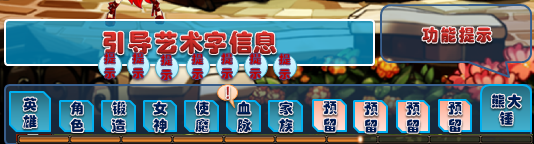 引导艺术字信息
功能提示
提示 提示 提示 提示 提示 提示 提示
!
英雄 角色 锻造 女神 使魔 血脉 家族 预留 预留 预留 预留 熊大锤